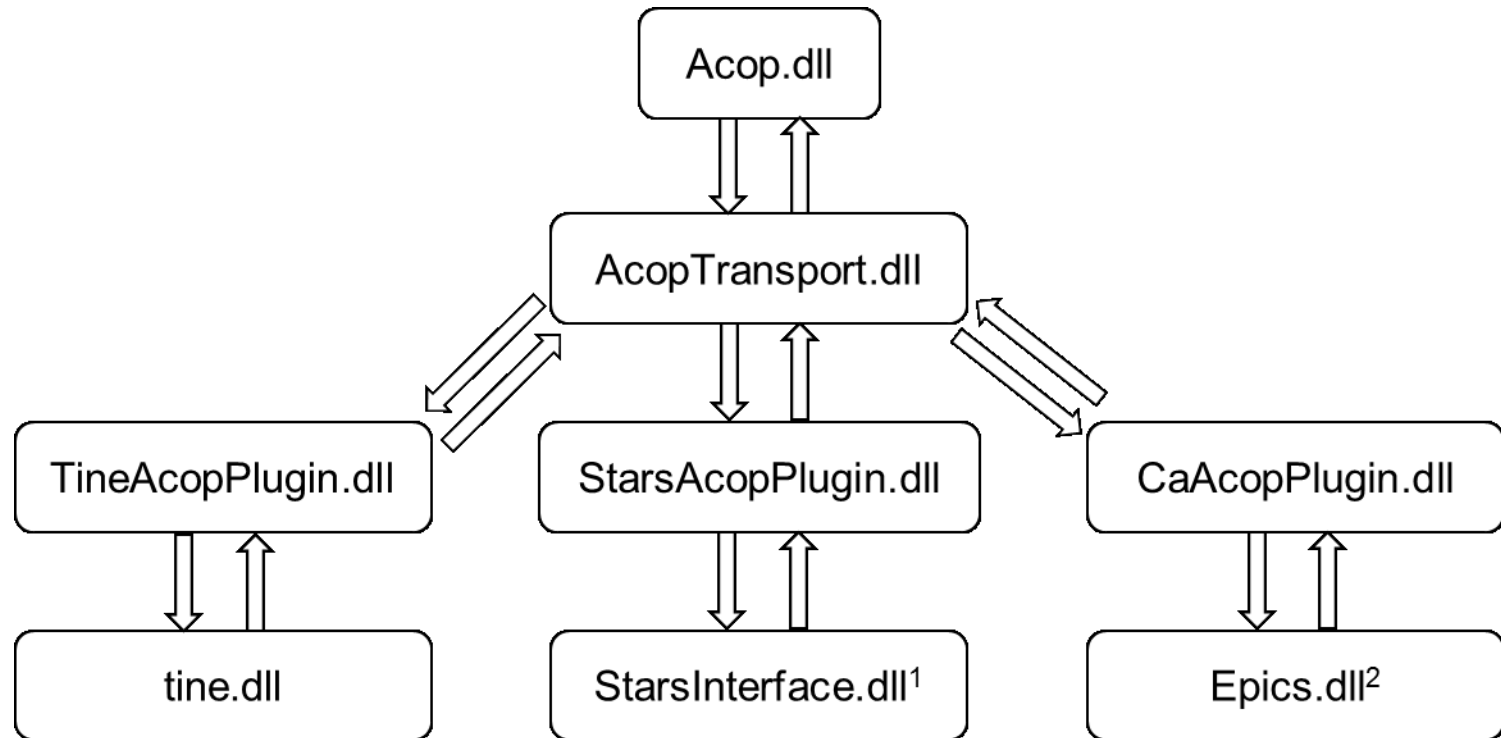 Acop.dll
AcopTransport.dll
TineAcopPlugin.dll
StarsAcopPlugin.dll
CaAcopPlugin.dll
tine.dll
StarsInterface.dll¹
Epics.dll²